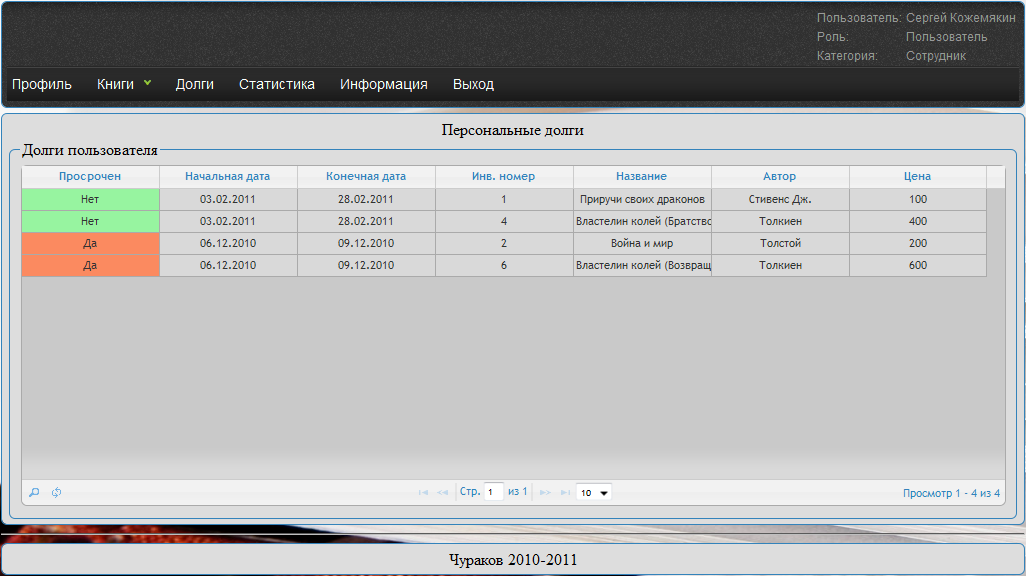 Пользователь: Сергей Кожемякин
Роль: Пользователь
Категория: Сотрудник
Профиль Книги Долги Статистика Информация Выход
Персональные долги
Долги пользователя
Просрочен Начальная дата Конечная дата Инв. номер Название Автор Цена
Нет 03.02.2011 28.02.2011 1 Приручи своих драконов Стивенс Дж. 100
Нет 03.02.2011 28.02.2011 4 Властелин колей (Братство Толкиен 400
Да 06.12.2010 09.12.2010 2 Война и мир Толстой 200
Да 06.12.2010 09.12.2010 6 Властелин колей (Возвращ Толкиен 600
Стр. 1 из 1 10 Просмотр 1 - 4 из 4
Чураков 2010-2011